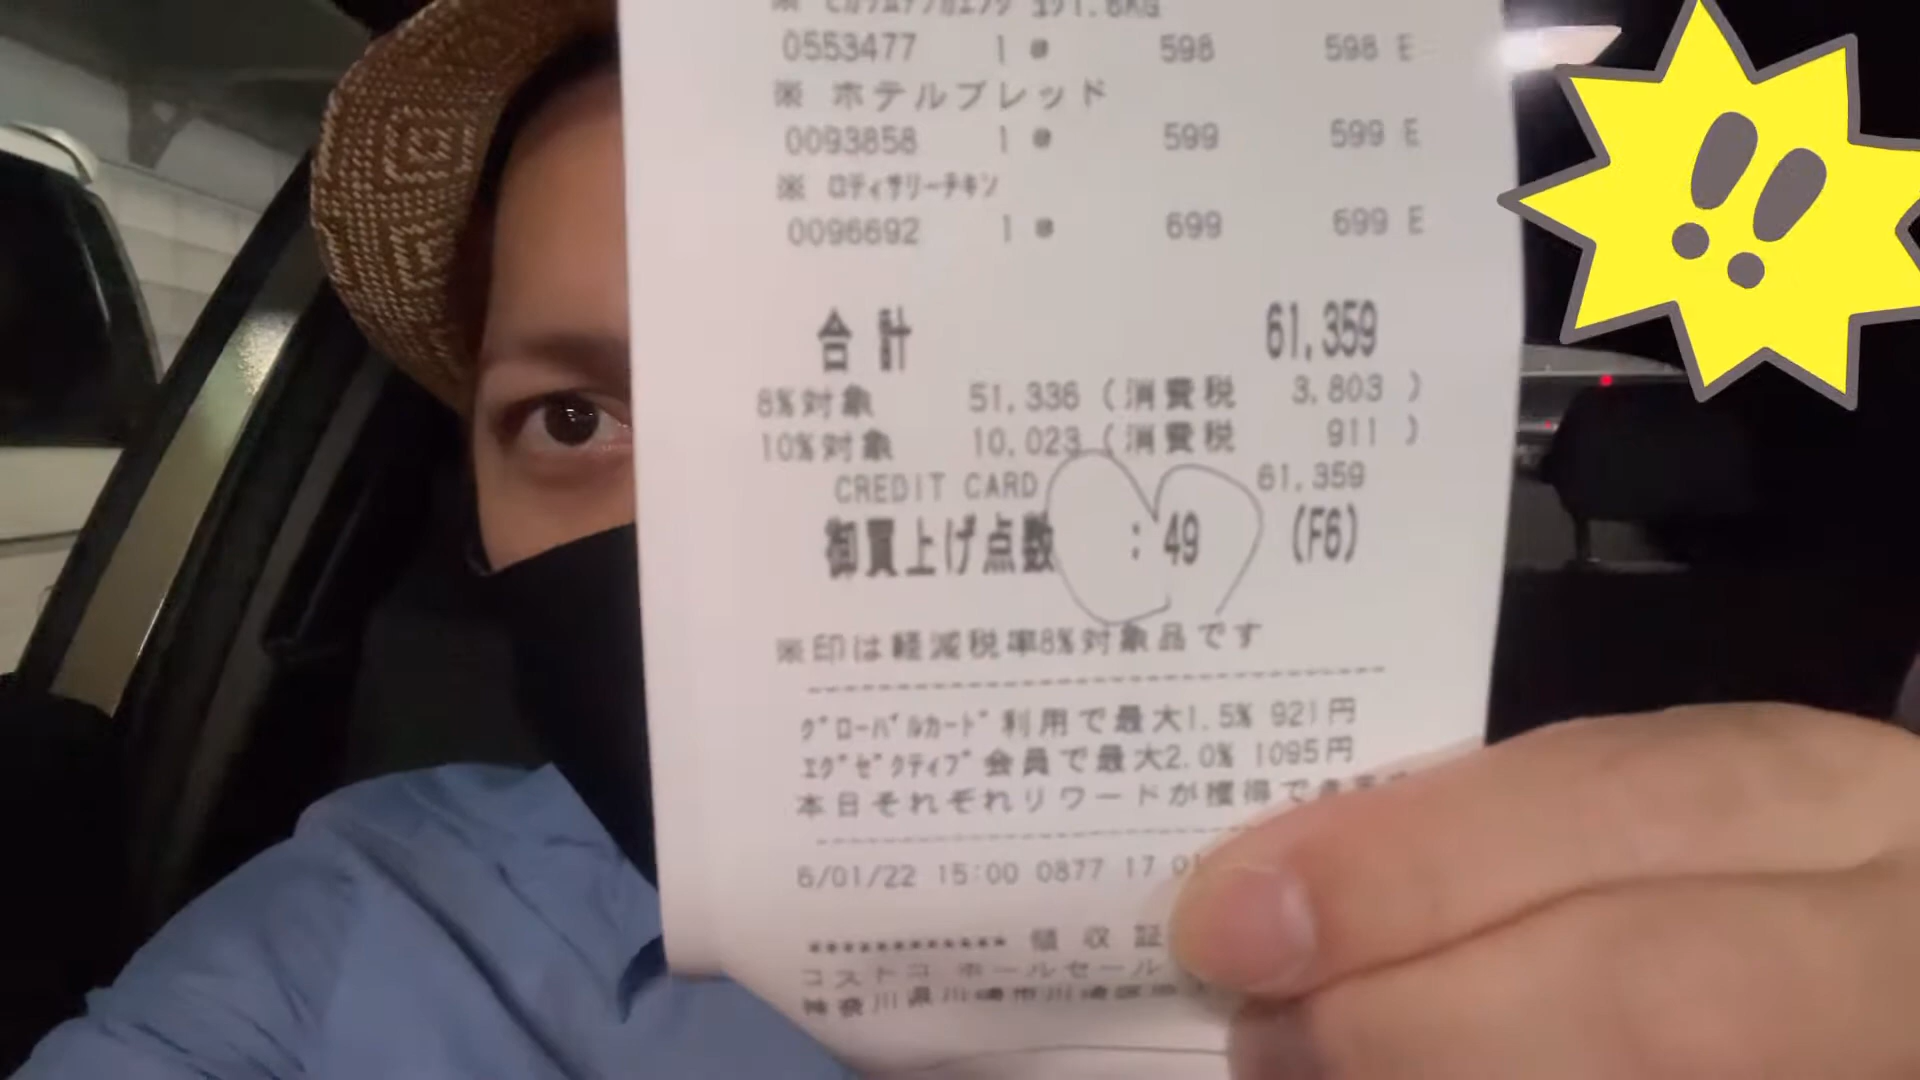 0553477 1 @ 598 598 E
※ ホテルブレッド
0093858 1 @ 599 599 E
※ ロティサリーチキン
0096692 1 @ 699 699 E
合計 61,359
8%対象 51,336 (消費税 3,803 )
10%対象 10,023 (消費税 911 )
CREDIT CARD 61,359
御買上げ点数 : 49 (F6)
※印は軽減税率8%対象品です
グローバルカード 利用で最大1.5% 921円
エグゼクティブ 会員で最大2.0% 1095円
本日それぞれリワードが獲得でき
6/01/22 15:00 0877 17
************ 領 収 証
コストコ ホールセール
神奈川県川崎市川崎区
!!